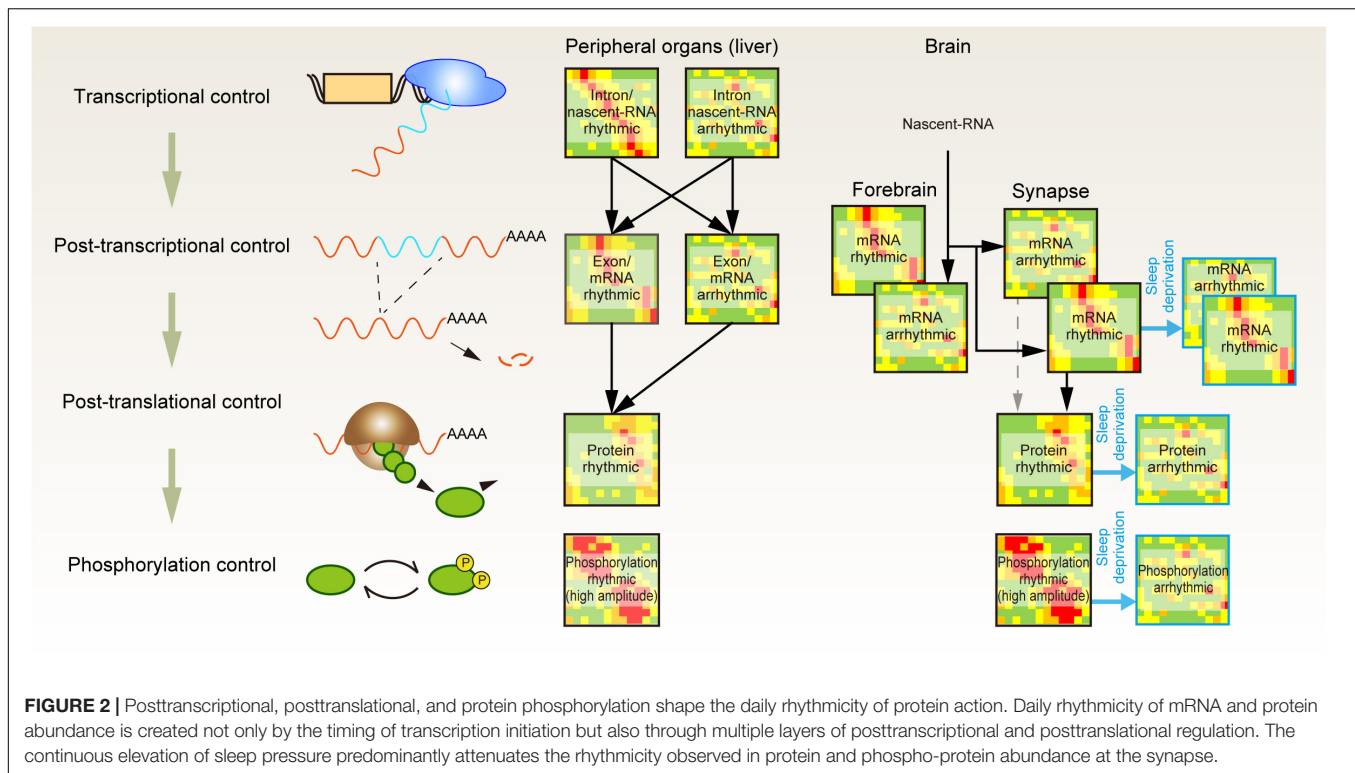 Peripheral organs (liver)
Brain
Transcriptional control
Intron/
nascent-RNA
rhythmic
Intron
nascent-RNA
arrhythmic
Nascent-RNA
Forebrain
Synapse
Post-transcriptional control
AAAA
Exon/
mRNA
rhythmic
Exon/
mRNA
arrhythmic
mRNA
rhythmic
mRNA
arrhythmic
mRNA
arrhythmic
mRNA
rhythmic
Sleep
deprivation
mRNA
arrhythmic
mRNA
rhythmic
AAAA
Post-translational control
AAAA
Protein
rhythmic
Protein
rhythmic
Sleep
deprivation
Protein
arrhythmic
Phosphorylation control
P
P
Phosphorylation
rhythmic
(high amplitude)
Phosphorylation
rhythmic
(high amplitude)
Sleep
deprivation
Phosphorylation
arrhythmic
FIGURE 2 | Posttranscriptional, posttranslational, and protein phosphorylation shape the daily rhythmicity of protein action. Daily rhythmicity of mRNA and protein
abundance is created not only by the timing of transcription initiation but also through multiple layers of posttranscriptional and posttranslational regulation. The
continuous elevation of sleep pressure predominantly attenuates the rhythmicity observed in protein and phospho-protein abundance at the synapse.